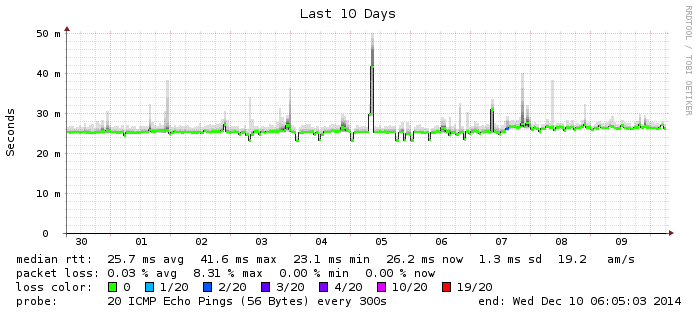 Last 10 Days
RRDTOOL / TOBI OETIKER
Seconds
50 m
40 m
30 m
20 m
10 m
0
30 01 02 03 04 05 06 07 08 09
median rtt: 25.7 ms avg 41.6 ms max 23.1 ms min 26.2 ms now 1.3 ms sd 19.2 am/s
packet loss: 0.03 % avg 8.31 % max 0.00 % min 0.00 % now
loss color: 0 1/20 2/20 3/20 4/20 10/20 19/20
probe: 20 ICMP Echo Pings (56 Bytes) every 300s end: Wed Dec 10 06:05:03 2014